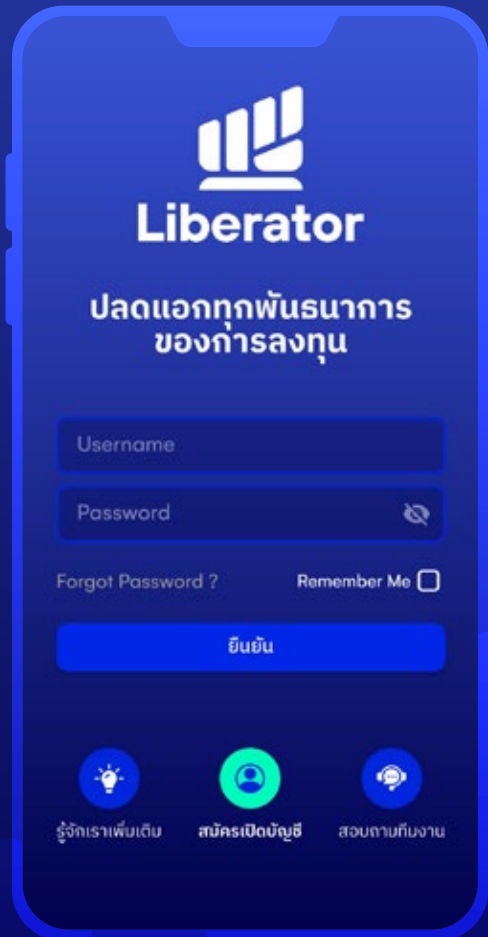 Liberator
ปลดแอกทุกพันธนาการ
ของการลงทุน
Username
Password
Forgot Password ?
Remember Me
ยืนยัน
รู้จักเราเพิ่มเติม
สมัครเปิดบัญชี
สอบถามทีมงาน